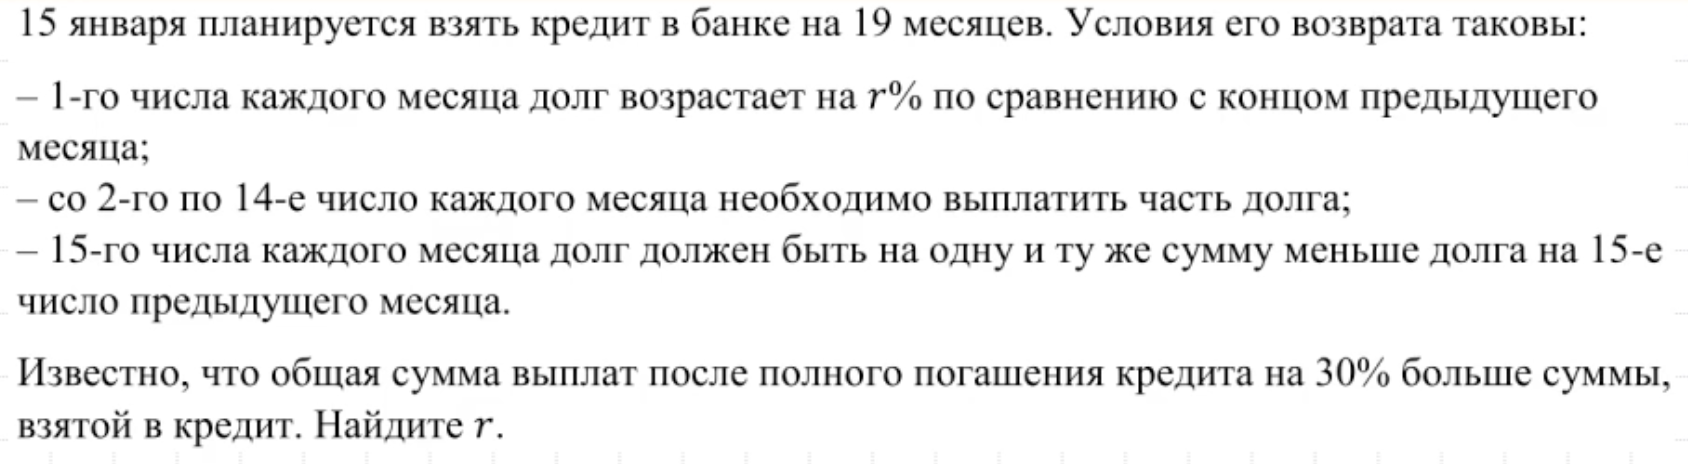 15 января планируется взять кредит в банке на 19 месяцев. Условия его возврата таковы:
– 1-го числа каждого месяца долг возрастает на r% по сравнению с концом предыдущего
месяца;
– со 2-го по 14-е число каждого месяца необходимо выплатить часть долга;
– 15-го числа каждого месяца долг должен быть на одну и ту же сумму меньше долга на 15-е
число предыдущего месяца.
Известно, что общая сумма выплат после полного погашения кредита на 30% больше суммы,
взятой в кредит. Найдите r.